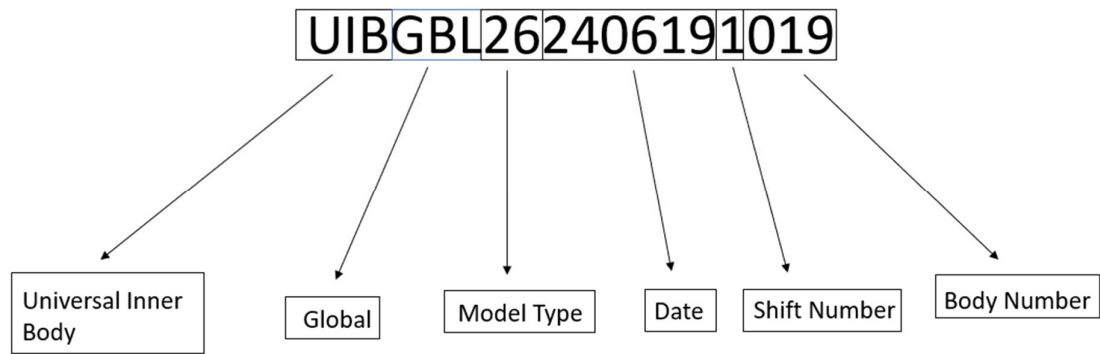 UIBGBL262406191019
Universal Inner
Body
Global
Model Type
Date
Shift Number
Body Number